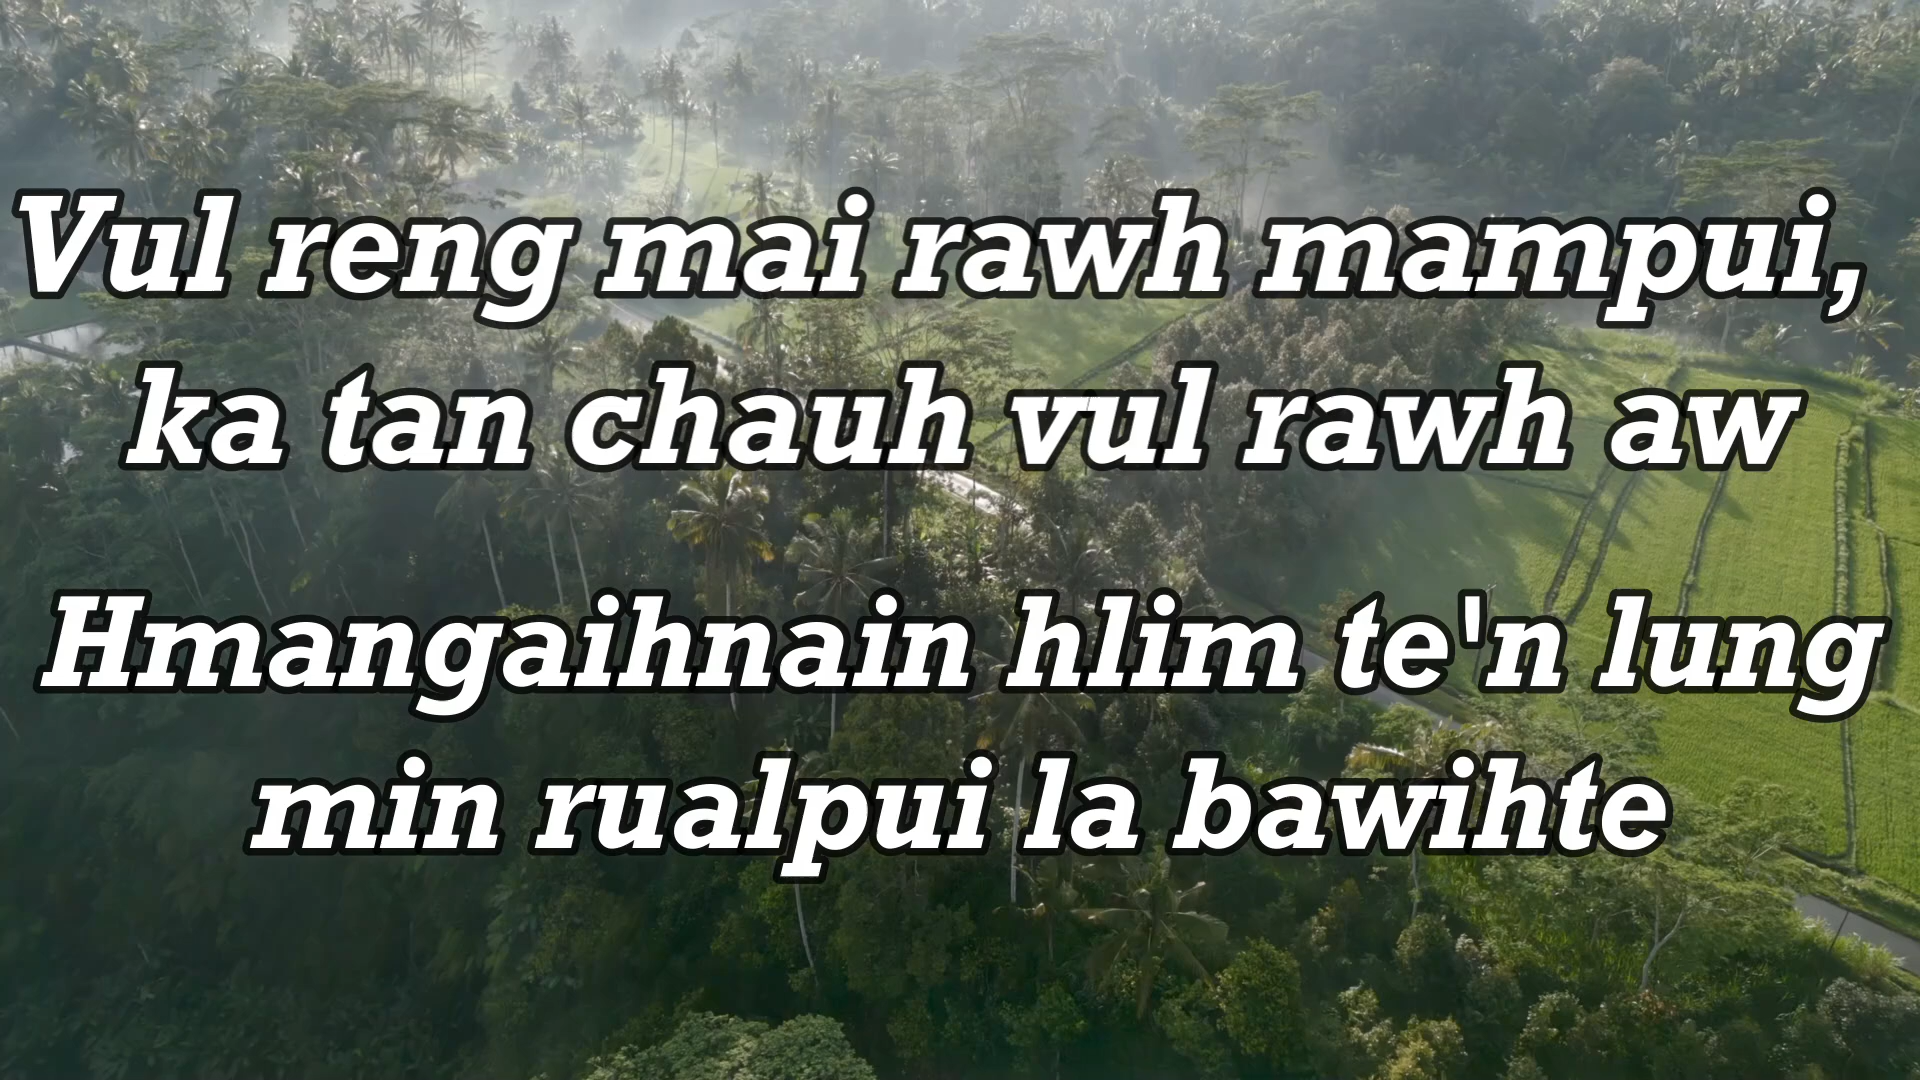 Vul reng mai rawh mampui,
ka tan chauh vul rawh aw
Hmangaihnain hlim te'n lung
min rualpui la bawihte